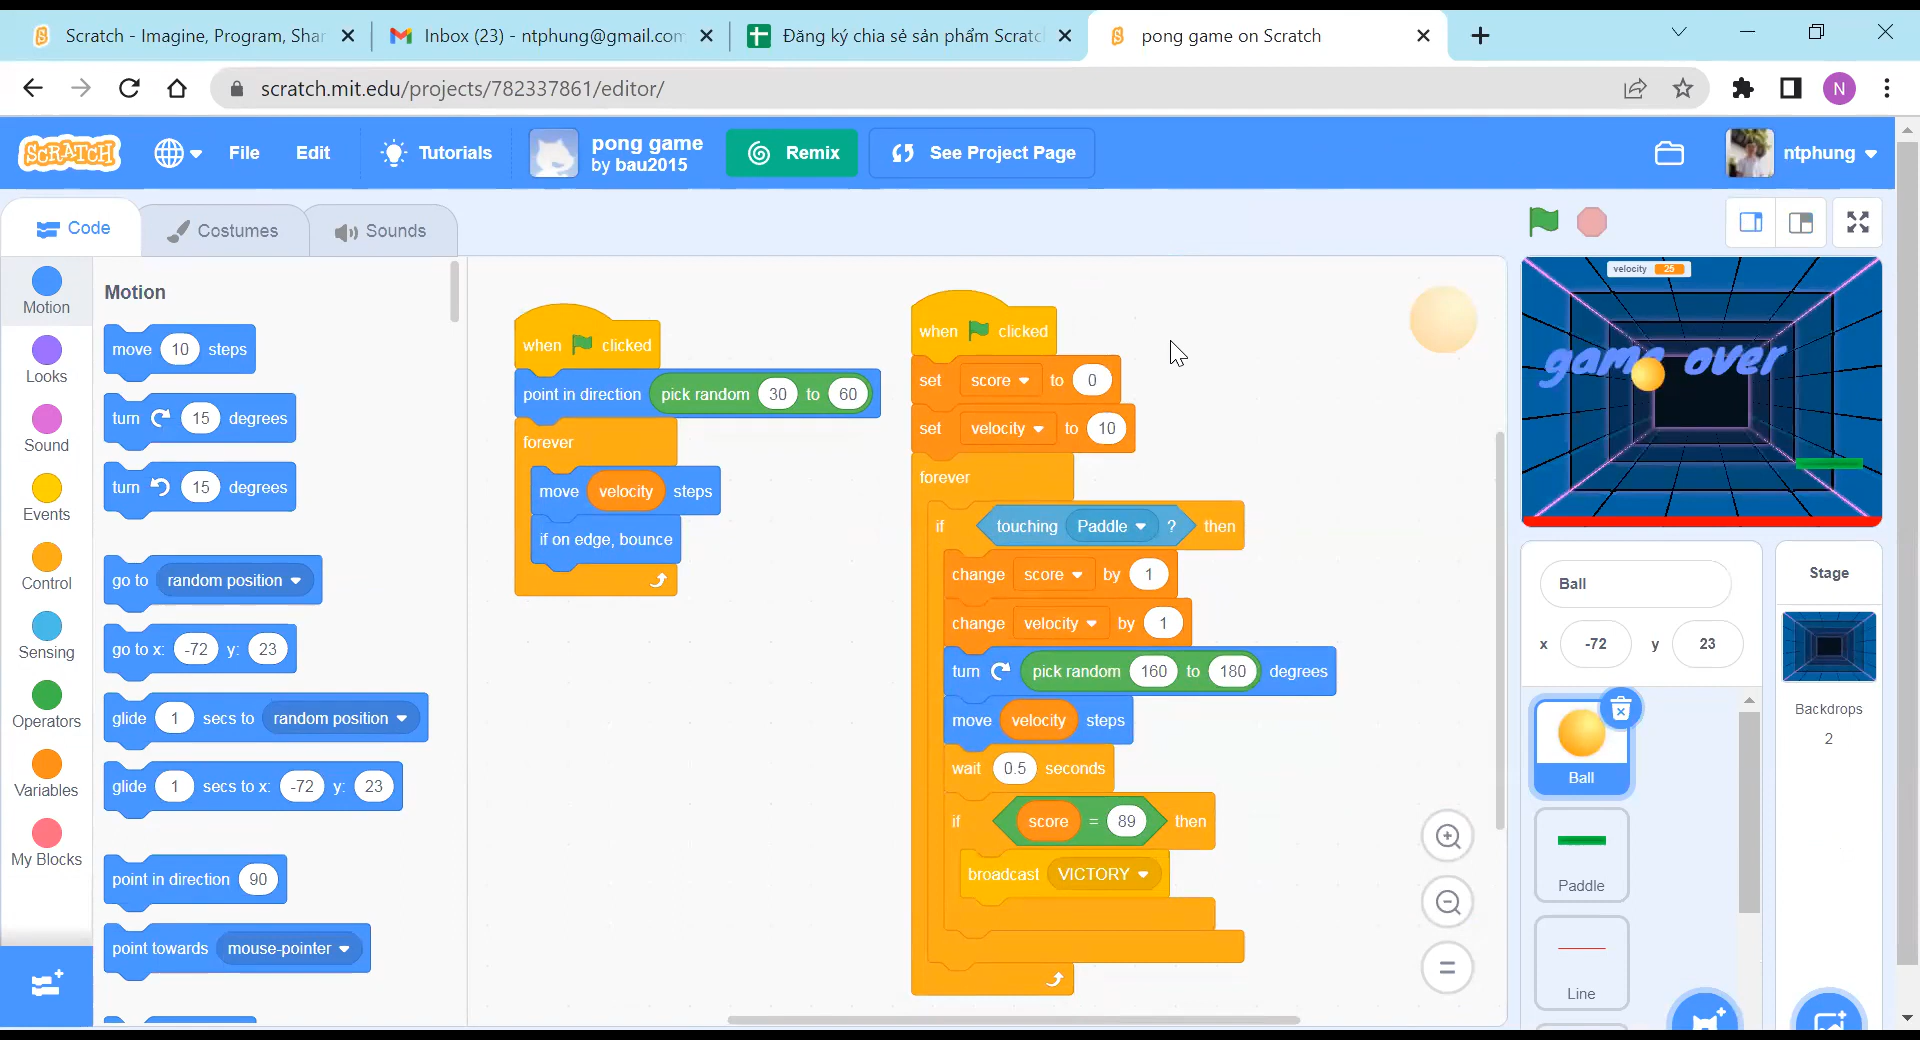 Scratch - Imagine, Program, Shar
Inbox (23) - ntphung@gmail.com
Đăng ký chia sẻ sản phẩm Scratc
pong game on Scratch
scratch.mit.edu/projects/782337861/editor/
N
SCRATCH
File
Edit
Tutorials
pong game
by bau2015
Remix
See Project Page
ntphung
Code
Costumes
Sounds
Motion
Looks
Sound
Events
Control
Sensing
Operators
Variables
My Blocks
Motion
move 10 steps
turn 15 degrees
turn 15 degrees
go to random position
go to x: -72 y: 23
glide 1 secs to random position
glide 1 secs to x: -72 y: 23
point in direction 90
point towards mouse-pointer
when clicked
point in direction pick random 30 to 60
forever
move velocity steps
if on edge, bounce
when clicked
set score to 0
set velocity to 10
forever
if touching Paddle ? then
change score by 1
change velocity by 1
turn pick random 160 to 180 degrees
move velocity steps
wait 0.5 seconds
if score = 89 then
broadcast VICTORY
velocity 25
game over
Ball
x -72 y 23
Ball
Paddle
Line
Stage
Backdrops
2